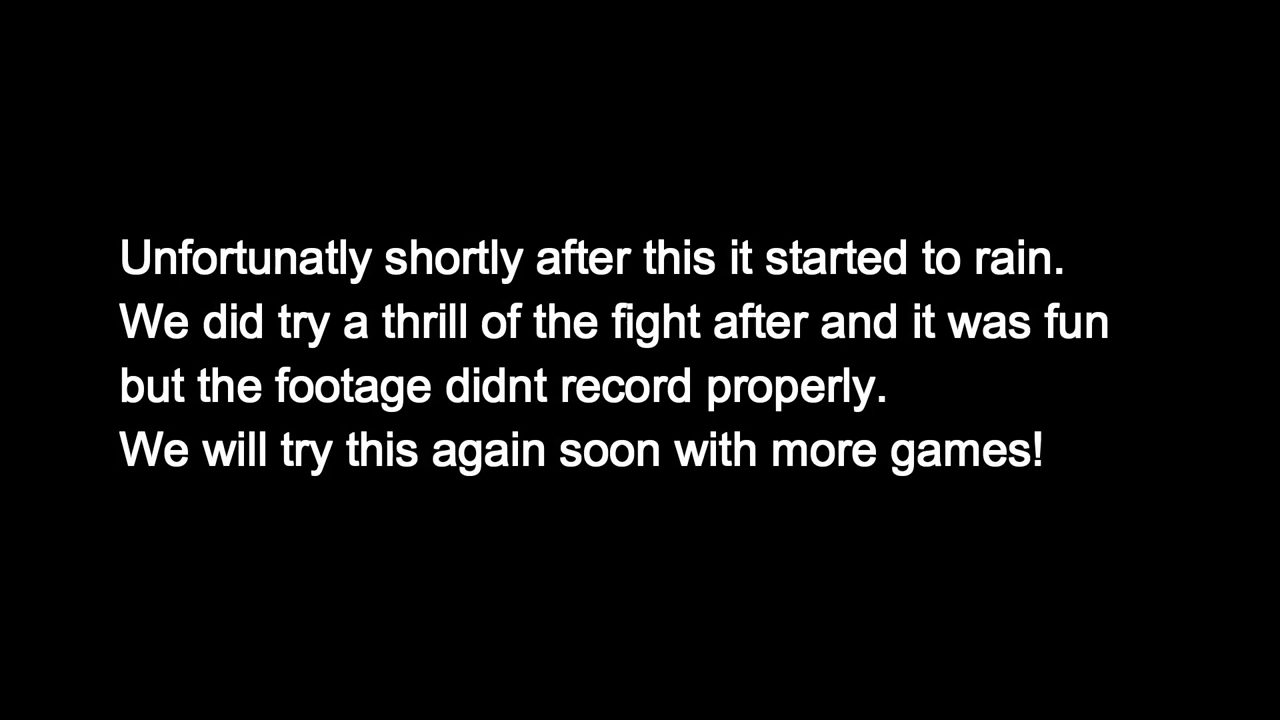 Unfortunatly shortly after this it started to rain.
We did try a thrill of the fight after and it was fun
but the footage didnt record properly.
We will try this again soon with more games!